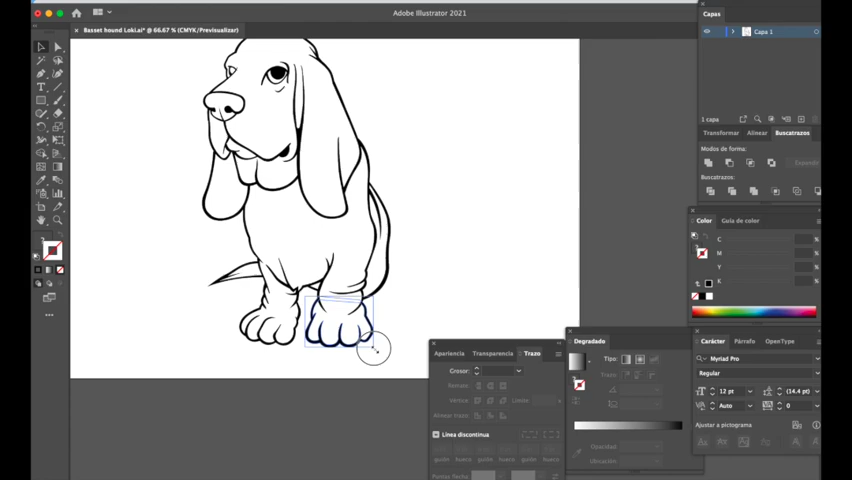 Adobe Illustrator 2021
× Basset hound Loki.ai* @ 66.67 % (CMYK/Previsualizar)
Capas
Capa 1
1 capa
Transformar Alinear Buscatrazos
Modos de forma:
Expandir
Buscatrazos:
Color Guía de color
C %
M %
Y %
K %
Apariencia Transparencia Trazo
Grosor:
Remate:
Vértice: Límite:
Alinear trazo:
Línea discontinua
guión hueco guión hueco guión hueco
Puntas flecha:
Degradado
Tipo:
Trazo:
Opacidad:
Ubicación:
Carácter Párrafo OpenType
Myriad Pro
Regular
12 pt (14.4 pt)
Auto 0
Ajustar a pictograma